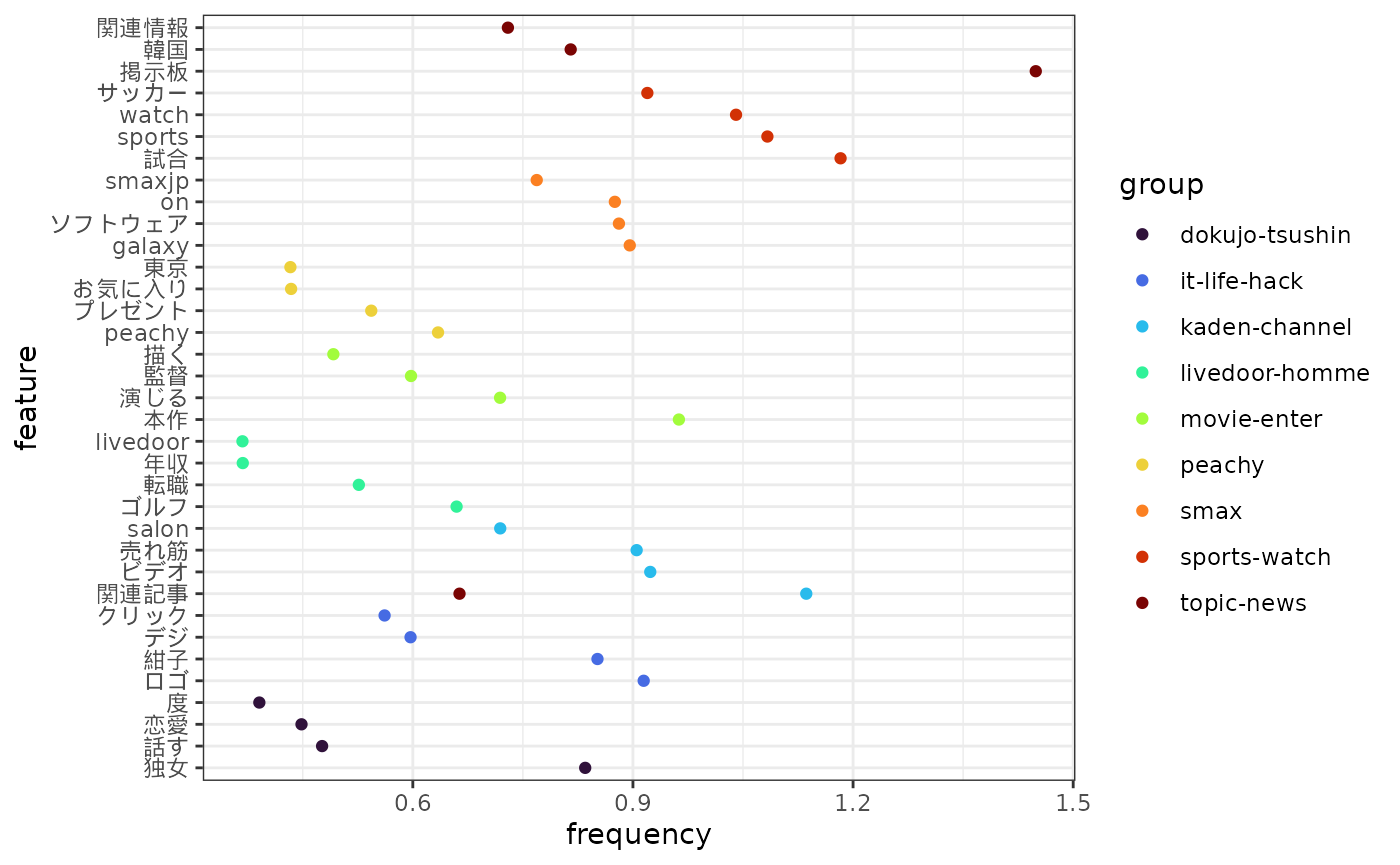 関連情報
韓国
掲示板
サッカー
watch
sports
試合
smaxjp
on
ソフトウェア
galaxy
東京
お気に入り
プレゼント
peachy
描く
監督
演じる
本作
livedoor
年収
転職
ゴルフ
salon
売れ筋
ビデオ
関連記事
クリック
デジ
紺子
ロゴ
度
恋愛
話す
独女
feature
0.6 0.9 1.2 1.5
frequency
group
dokujo-tsushin
it-life-hack
kaden-channel
livedoor-homme
movie-enter
peachy
smax
sports-watch
topic-news